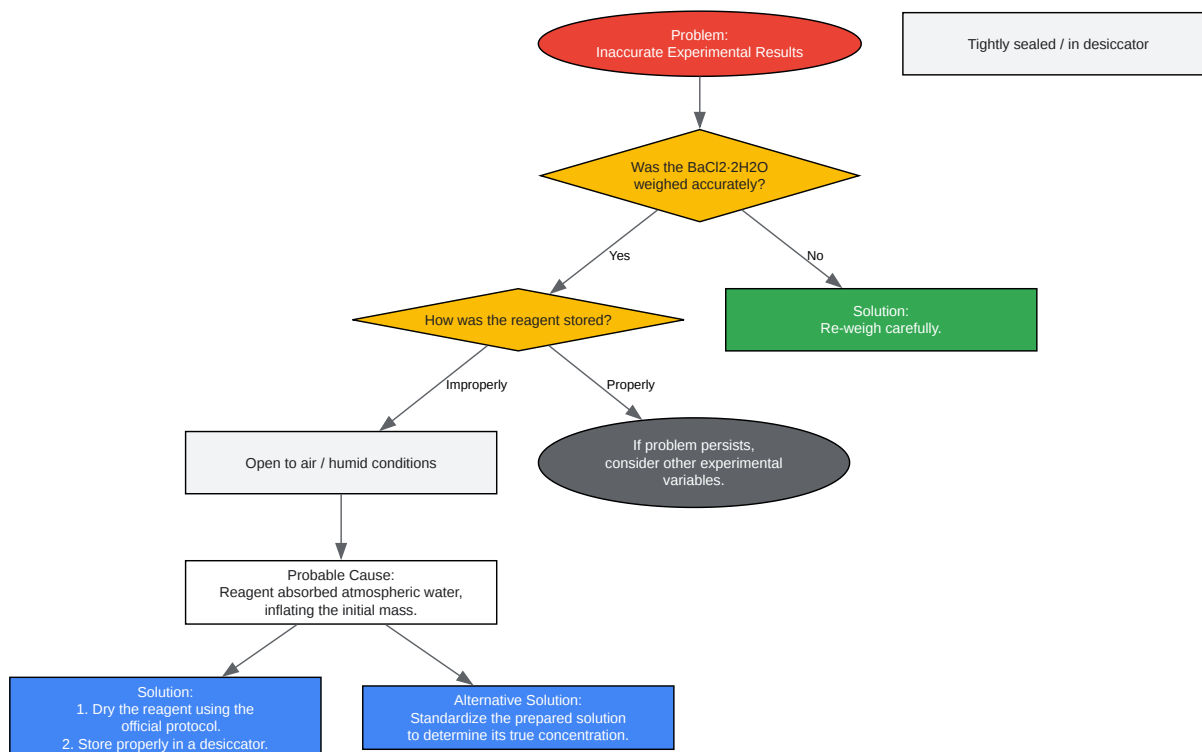 Problem:
Inaccurate Experimental Results
Tightly sealed / in desiccator
Was the BaCl2·2H2O
weighed accurately?
Yes
No
How was the reagent stored?
Solution:
Re-weigh carefully.
Improperly
Properly
Open to air / humid conditions
If problem persists,
consider other experimental
variables.
Probable Cause:
Reagent absorbed atmospheric water,
inflating the initial mass.
Solution:
1. Dry the reagent using the
official protocol.
2. Store properly in a desiccator.
Alternative Solution:
Standardize the prepared solution
to determine its true concentration.